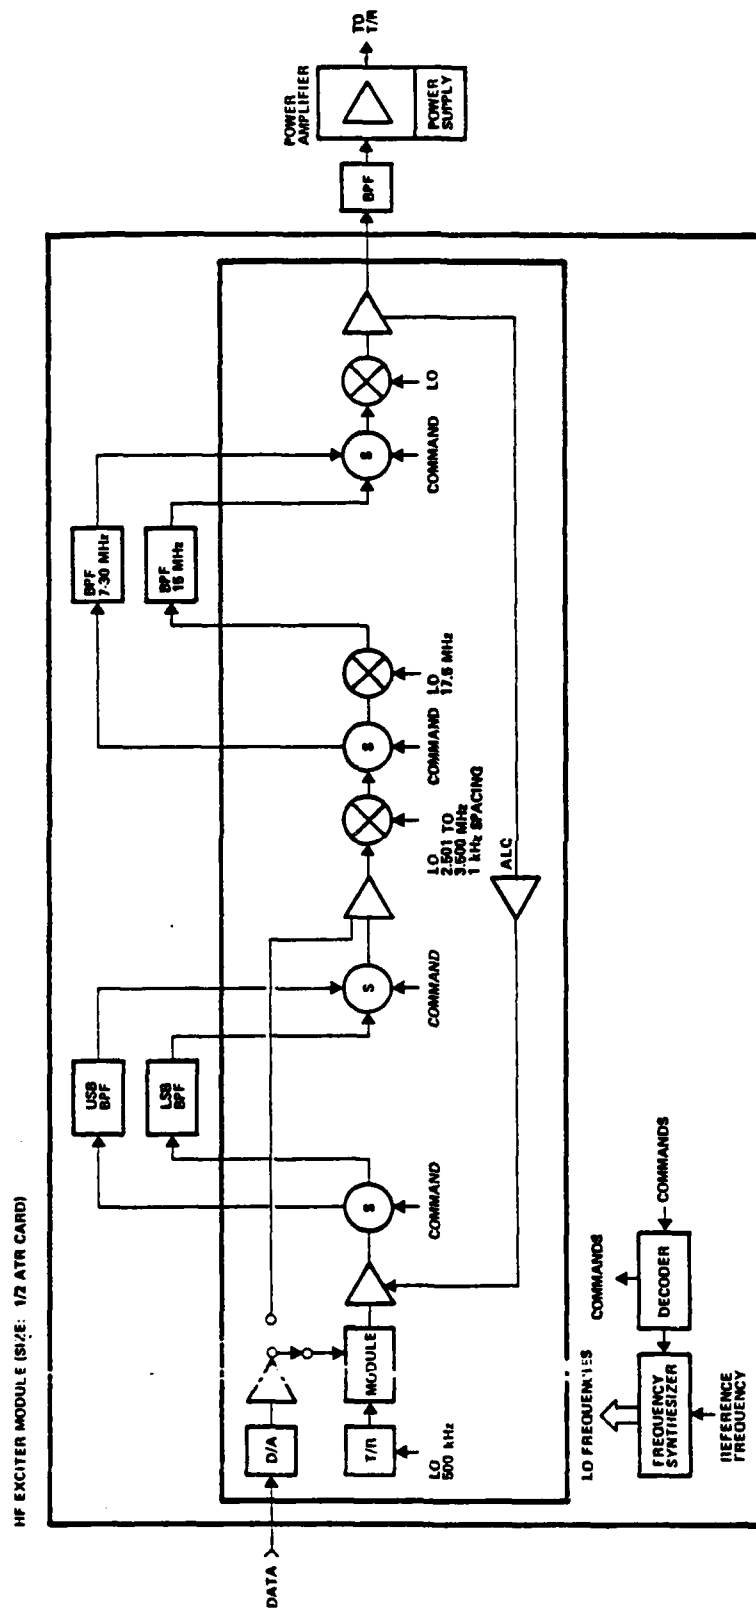 HF EXCITER MODULE (SIZE: 1/2 ATR CARD)
DATA
D/A
T/R
LO
500 kHz
MODULE
USB
BPF
LSB
BPF
COMMAND
S
COMMAND
S
LO
2.501 TO
3.500 MHz
1 kHz SPACING
COMMAND
S
LO
17.5 MHz
BPF
7-30 MHz
BPF
15 MHz
COMMAND
S
LO
ALC
BPF
POWER
AMPLIFIER
POWER
SUPPLY
TO
T/R
LO FREQUENCIES
FREQUENCY
SYNTHESIZER
REFERENCE
FREQUENCY
COMMANDS
DECODER
COMMANDS